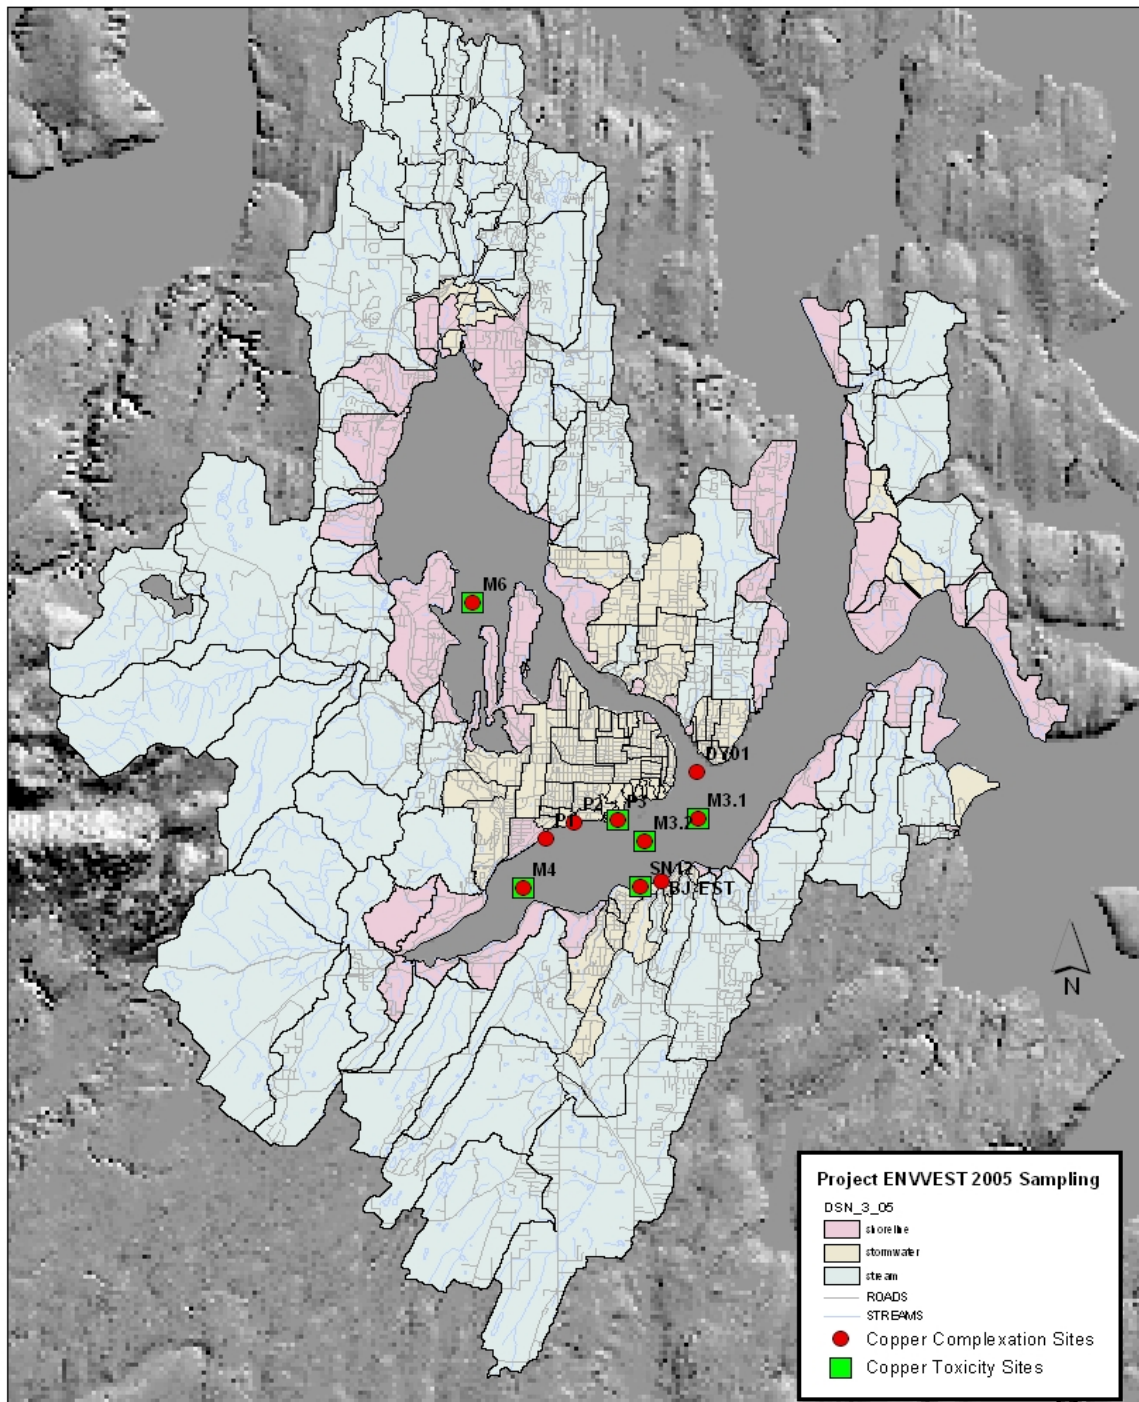 M6
DY01
M3.1
P2
P3
P1
M3.2
M4
SN12
BJ-EST
N
Project ENVVEST 2005 Sampling
DSN_3_05
shoreline
stormwater
stream
ROADS
STREAMS
Copper Complexation Sites
Copper Toxicity Sites